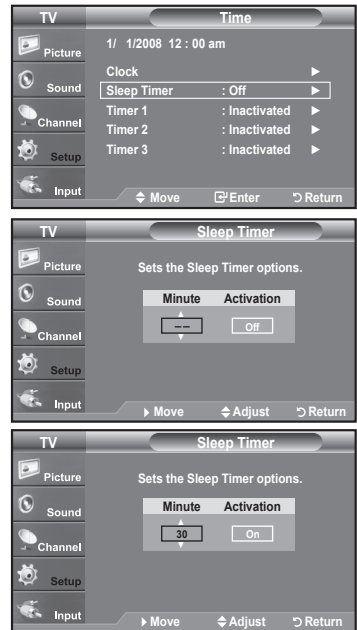 TV Time
Picture
Sound
Channel
Setup
Input
1/ 1/2008 12 : 00 am
Clock ►
Sleep Timer : Off ►
Timer 1 : Inactivated ►
Timer 2 : Inactivated ►
Timer 3 : Inactivated ►
Move Enter Return
TV Sleep Timer
Picture
Sound
Channel
Setup
Input
Sets the Sleep Timer options.
Minute Activation
-- Off
Move Adjust Return
TV Sleep Timer
Picture
Sound
Channel
Setup
Input
Sets the Sleep Timer options.
Minute Activation
30 On
Move Adjust Return